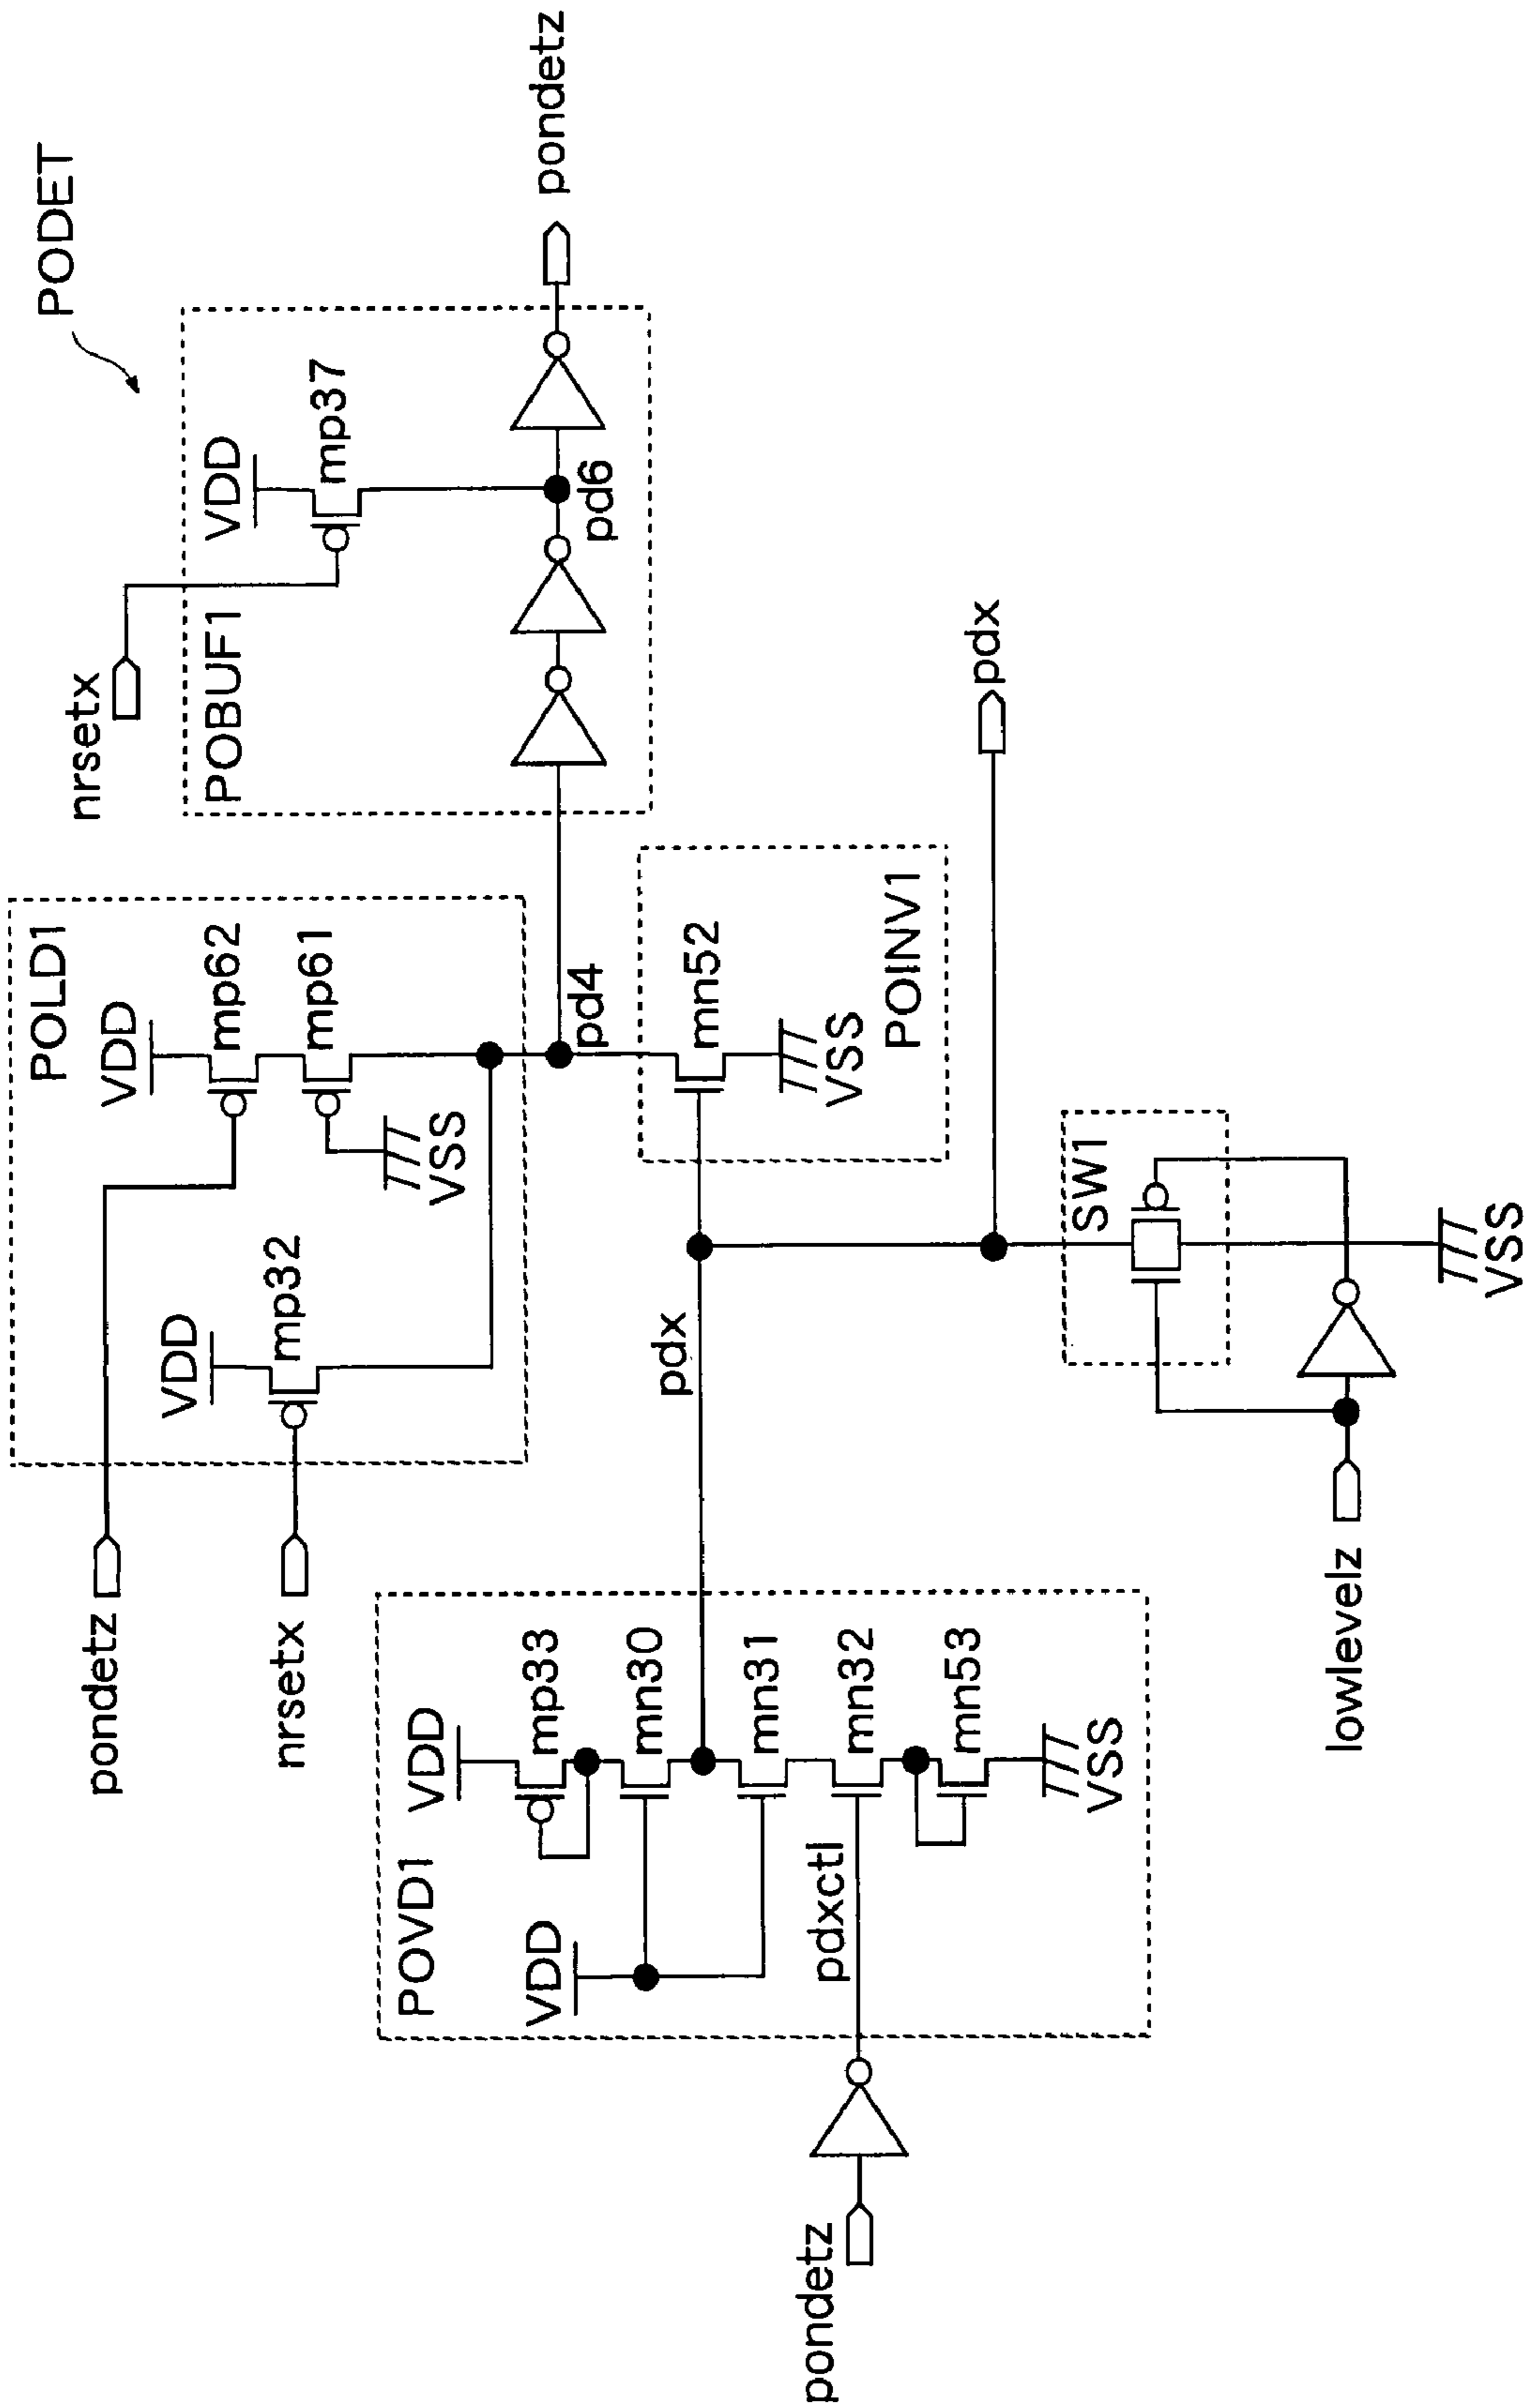 PODET
nrsetx
POBUF1
VDD
mp37
pd6
pondetz
pondetz
nrsetx
POLD1
VDD
mp62
mp61
VSS
VDD
mp32
pd4
mn52
VSS
POINV1
pdx
pdx
POVD1
VDD
mp33
mn30
VDD
mn31
pdxctl
mn32
mn53
VSS
pondetz
SW1
lowlevelz
VSS